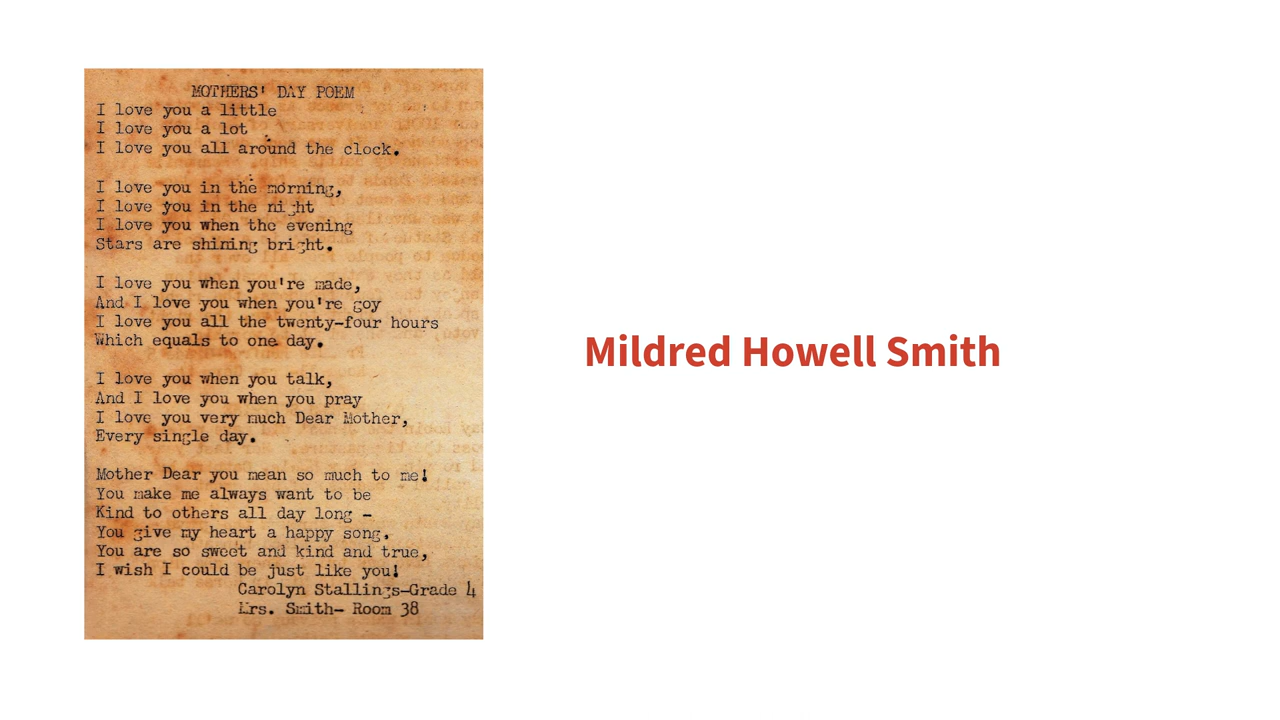 MOTHERS' DAY POEM
I love you a little
I love you a lot
I love you all around the clock.
I love you in the morning,
I love you in the night
I love you when the evening
Stars are shining bright.
I love you when you're made,
And I love you when you're goy
I love you all the twenty-four hours
Which equals to one day.
I love you when you talk,
And I love you when you pray
I love you very much Dear Mother,
Every single day.
Mother Dear you mean so much to me!
You make me always want to be
Kind to others all day long -
You give my heart a happy song.
You are so sweet and kind and true,
I wish I could be just like you!
Carolyn Stallings-Grade 4
Mrs. Smith- Room 38
Mildred Howell Smith